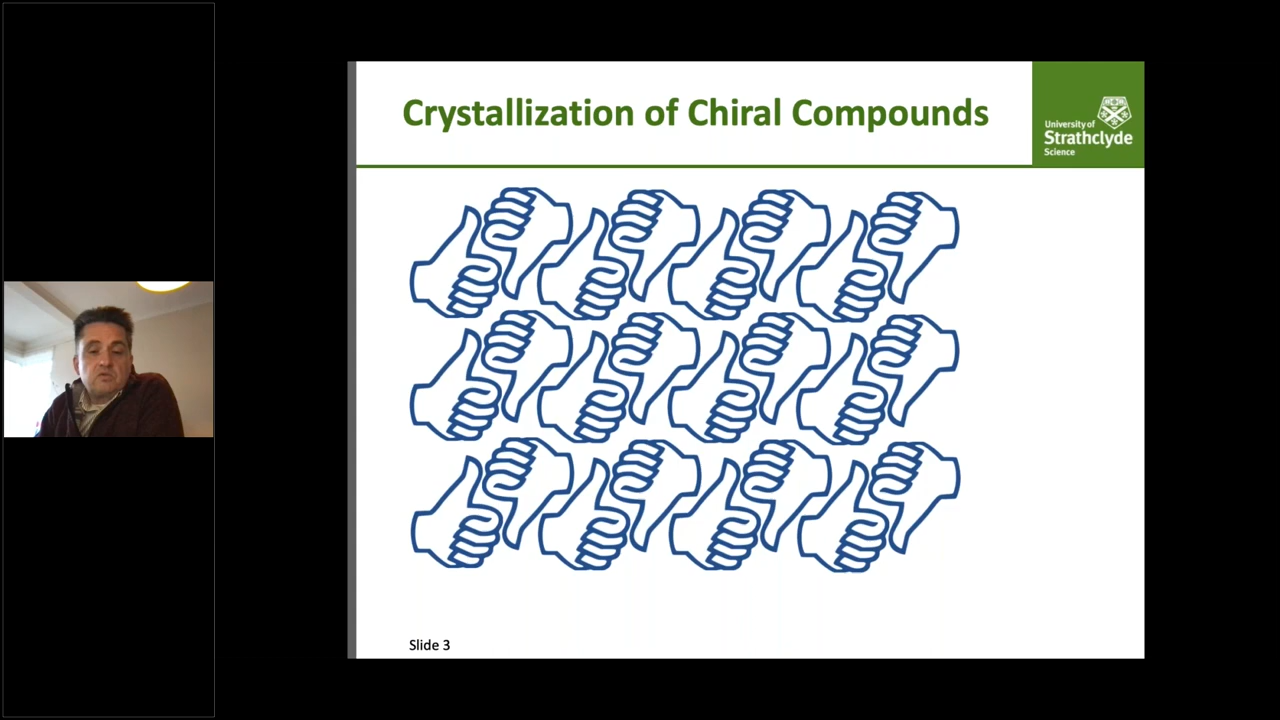 Crystallization of Chiral Compounds
University of
Strathclyde
Science
Slide 3